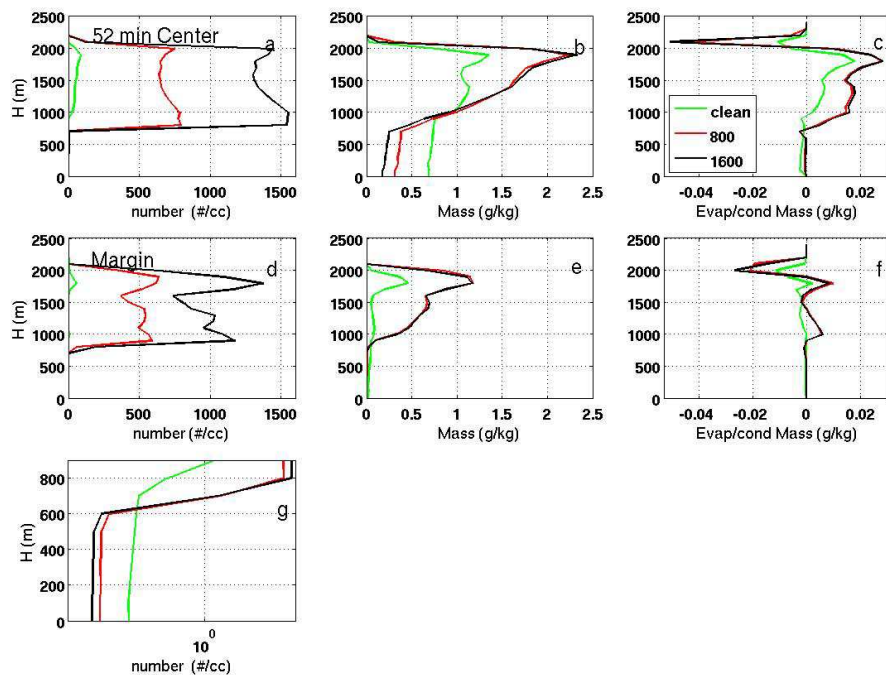 52 min Center
a
H (m)
2500
2000
1500
1000
500
0
0 500 1000 1500
number (#/cc)
b
2500
2000
1500
1000
500
0
0 0.5 1 1.5 2 2.5
Mass (g/kg)
c
clean
800
1600
2500
2000
1500
1000
500
0
-0.04 -0.02 0 0.02
Evap/cond Mass (g/kg)
Margin
d
H (m)
2500
2000
1500
1000
500
0
0 500 1000 1500
number (#/cc)
e
2500
2000
1500
1000
500
0
0 0.5 1 1.5 2 2.5
Mass (g/kg)
f
2500
2000
1500
1000
500
0
-0.04 -0.02 0 0.02
Evap/cond Mass (g/kg)
g
H (m)
800
600
400
200
0
10^0
number (#/cc)